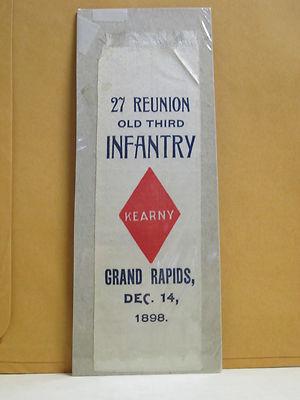 27 REUNION
OLD THIRD
INFANTRY
KEARNY
GRAND RAPIDS,
DEC. 14,
1898.